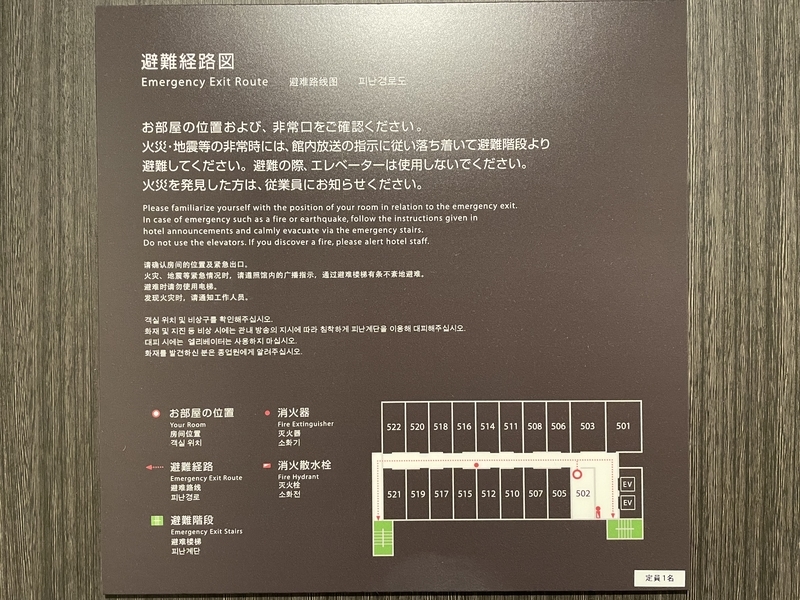 避難経路図
Emergency Exit Route 避难路线图 피난경로도
お部屋の位置および、非常口をご確認ください。
火災・地震等の非常時には、館内放送の指示に従い落ち着いて避難階段より
避難してください。避難の際、エレベーターは使用しないでください。
火災を発見した方は、従業員にお知らせください。
Please familiarize yourself with the position of your room in relation to the emergency exit.
In case of emergency such as a fire or earthquake, follow the instructions given in
hotel announcements and calmly evacuate via the emergency stairs.
Do not use the elevators. If you discover a fire, please alert hotel staff.
请确认房间的位置及紧急出口。
火灾、地震等紧急情况时，请遵照馆内的广播指示，通过避难楼梯有条不紊地避难。
避难时请勿使用电梯。
发现火灾时，请通知工作人员。
객실 위치 및 비상구를 확인해주십시오.
화재 및 지진 등 비상 시에는 관내 방송의 지시에 따라 침착하게 피난계단을 이용해 대피해주십시오.
대피 시에는 엘리베이터는 사용하지 마십시오.
화재를 발견하신 분은 종업원에게 알려주십시오.
お部屋の位置
Your Room
房间位置
객실 위치
避難経路
Emergency Exit Route
避难路线
피난경로
避難階段
Emergency Exit Stairs
避难楼梯
피난계단
消火器
Fire Extinguisher
灭火器
소화기
消火散水栓
Fire Hydrant
灭火栓
소화전
522 520 518 516 514 511 508 506 503 501
521 519 517 515 512 510 507 505 502
EV
EV
定員1名